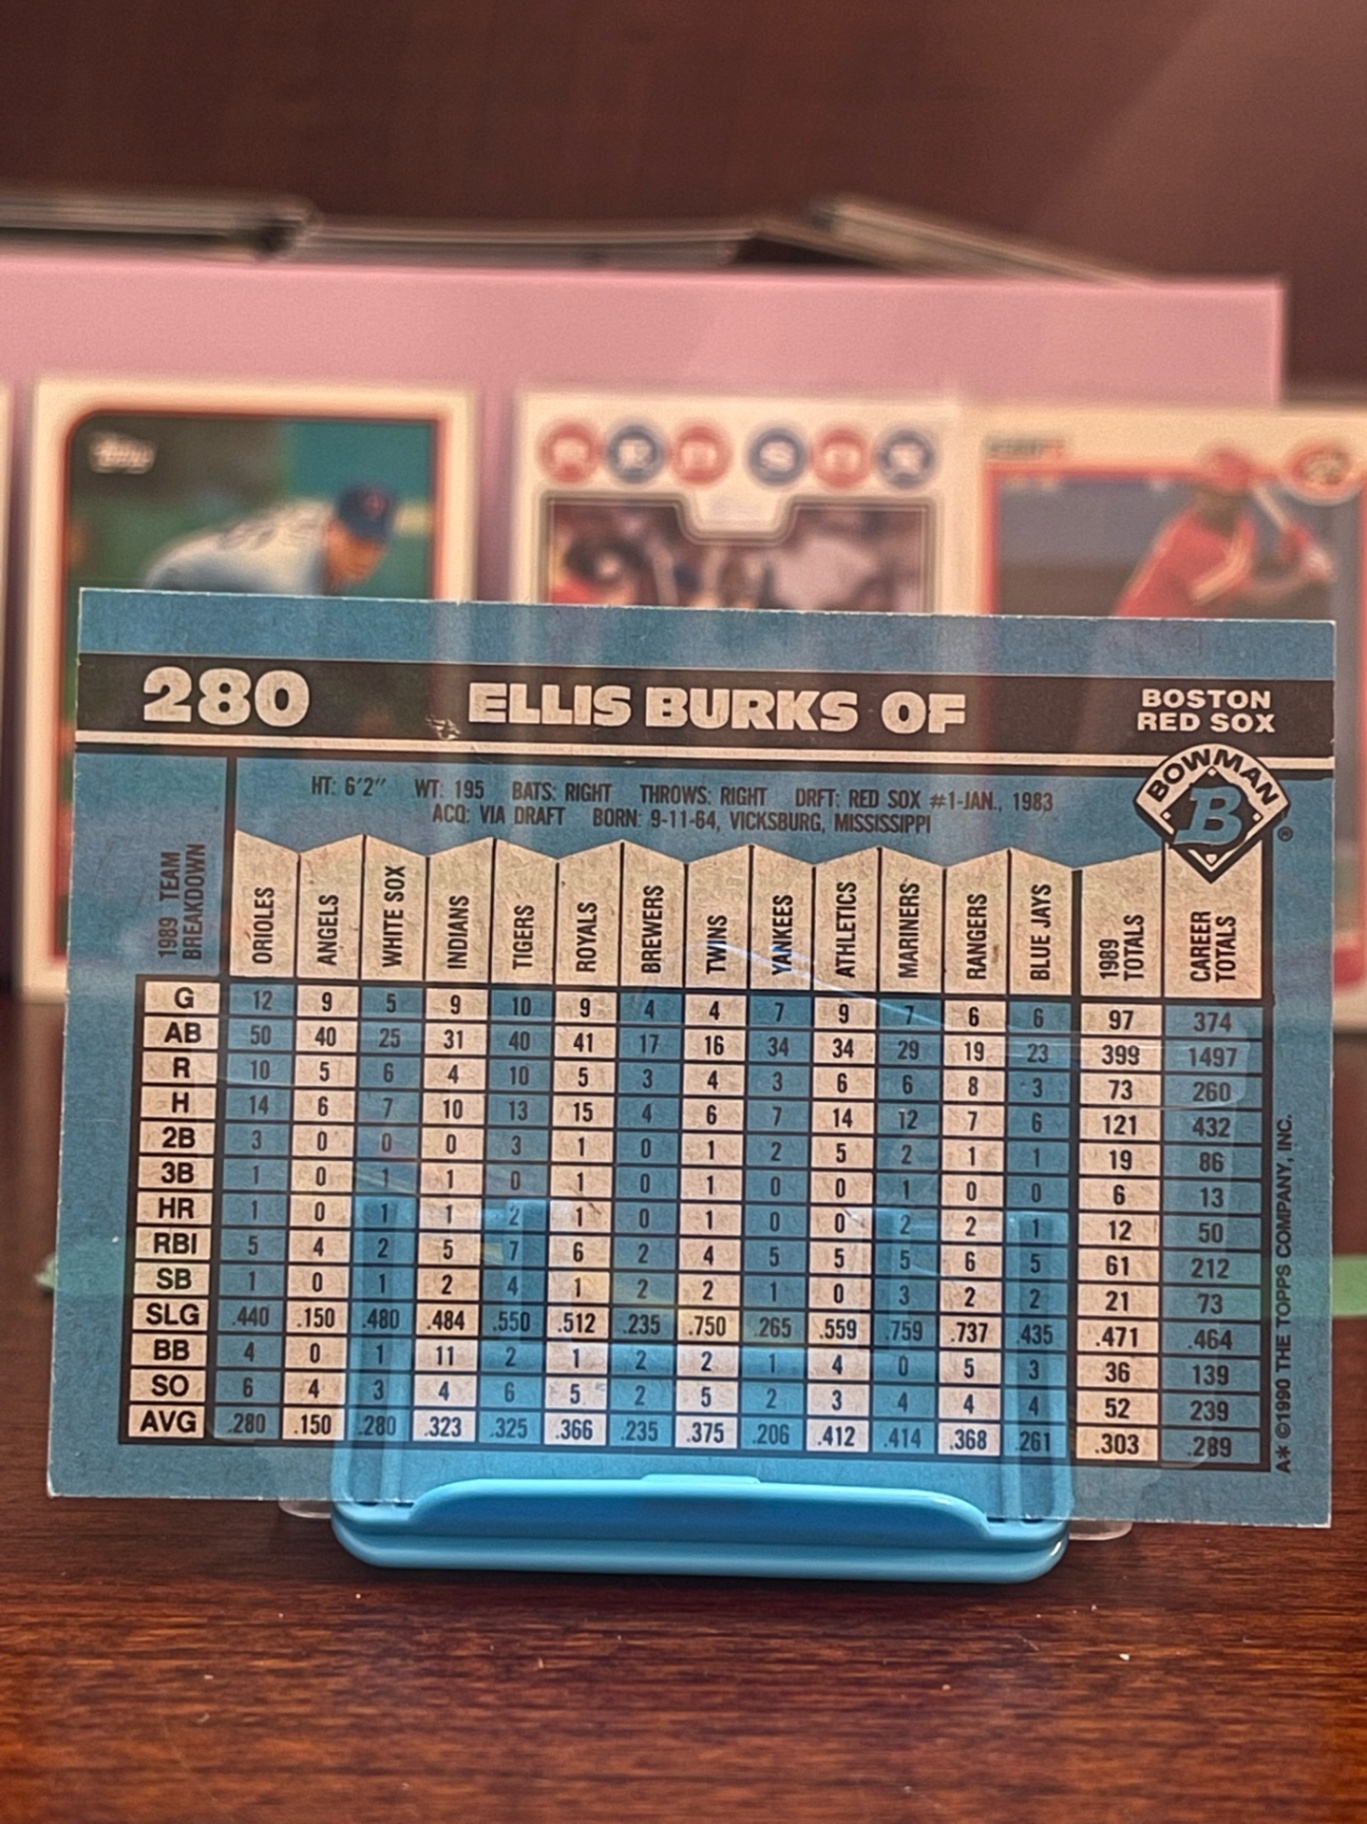 Topps
RED SOX
280 ELLIS BURKS OF BOSTON
RED SOX
BOWMAN
B
®
HT: 6'2" WT: 195 BATS: RIGHT THROWS: RIGHT DRFT: RED SOX #1-JAN., 1983
ACQ: VIA DRAFT BORN: 9-11-64, VICKSBURG, MISSISSIPPI
1989 TEAM BREAKDOWN ORIOLES ANGELS WHITE SOX INDIANS TIGERS ROYALS BREWERS TWINS YANKEES ATHLETICS MARINERS RANGERS BLUE JAYS 1989 TOTALS CAREER TOTALS
G 12 9 5 9 10 9 4 4 7 9 7 6 6 97 374
AB 50 40 25 31 40 41 17 16 34 34 29 19 23 399 1497
R 10 5 6 4 10 5 3 4 3 6 6 8 3 73 260
H 14 6 7 10 13 15 4 6 7 14 12 7 6 121 432
2B 3 0 0 0 3 1 0 1 2 5 2 1 1 19 86
3B 1 0 1 1 0 1 0 1 0 0 1 0 0 6 13
HR 1 0 1 1 2 1 0 1 0 0 2 2 1 12 50
RBI 5 4 2 5 7 6 2 4 5 5 5 6 5 61 212
SB 1 0 1 2 4 1 2 2 1 0 3 2 2 21 73
SLG .440 .150 .480 .484 .550 .512 .235 .750 .265 .559 .759 .737 .435 .471 .464
BB 4 0 1 11 2 1 2 2 1 4 0 5 3 36 139
SO 6 4 3 4 6 5 2 5 2 3 4 4 4 52 239
AVG .280 .150 .280 .323 .325 .366 .235 .375 .206 .412 .414 .368 .261 .303 .289
A* ©1990 THE TOPPS COMPANY, INC.